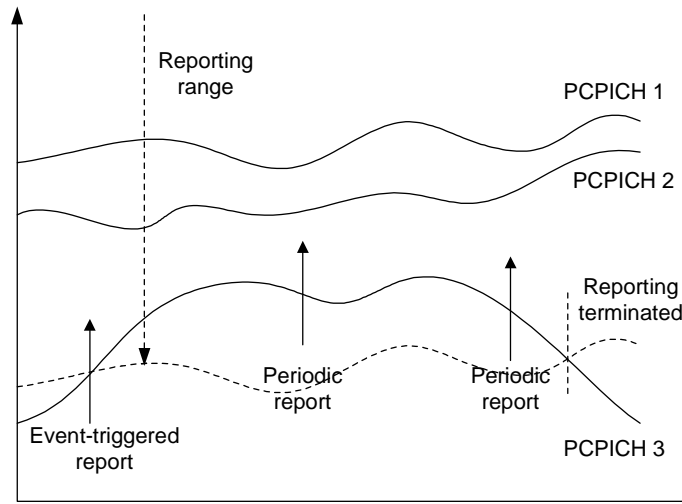 Reporting
range
PCPICH 1
PCPICH 2
Reporting
terminated
Periodic
report
Periodic
report
Event-triggered
report
PCPICH 3